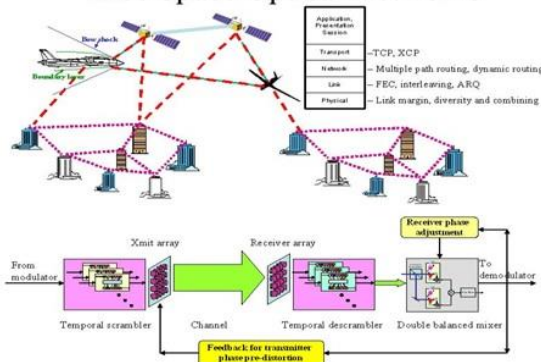 Bow shock
Boundary layer
Application,
Presentation
Session
Transport
–TCP, XCP
Network
– Multiple path routing, dynamic routing
Link
– FEC, interleaving, ARQ
Physical
– Link margin, diversity and combining
Receiver phase
adjustment
From
modulator
Xmit array
Receiver array
To
demodulator
Temporal scrambler
Channel
Temporal descrambler
Double balanced mixer
Feedback for transmitter
phase pre-distortion